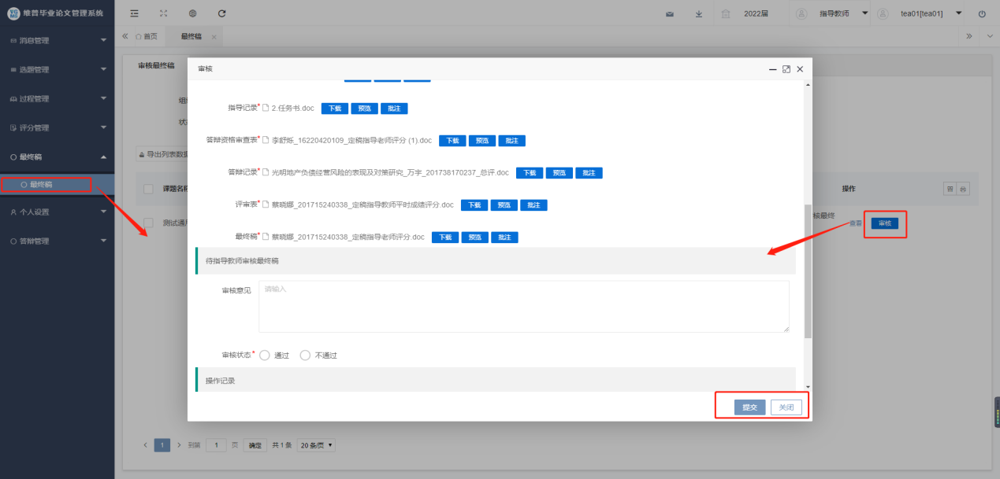 维普毕业论文管理系统
2022届
指导教师
tea01[tea01]
消息管理
首页
最终稿
选题管理
过程管理
评分管理
最终稿
最终稿
个人设置
答辩管理
审核最终稿
导出列表数据
课题名称
操作
核最终
查看
审核
审核
指导记录* 2.任务书.doc 下载 预览 批注
答辩资格审查表* 李舒烁_16220420109_定稿指导老师评分 (1).doc 下载 预览 批注
答辩记录* 光明地产负债经营风险的表现及对策研究_万宇_201738170237_总评.doc 下载 预览 批注
评审表* 蔡晓娜_201715240338_定稿指导教师平时成绩评分.doc 下载 预览 批注
最终稿* 蔡晓娜_201715240338_定稿指导老师评分.doc 下载 预览 批注
待指导教师审核最终稿
审核意见 请输入
审核状态* 通过 不通过
操作记录
提交 关闭
1 到第 1 页 确定 共 1 条 20 条/页